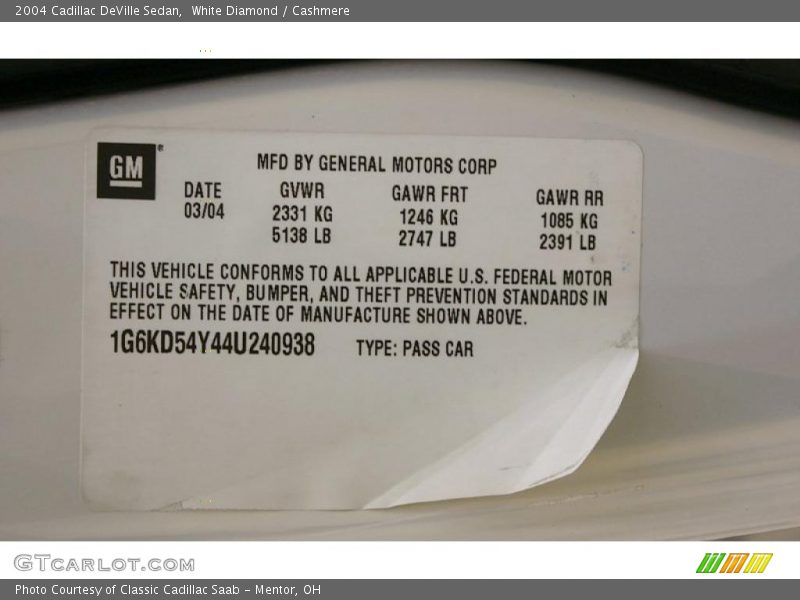 2004 Cadillac DeVille Sedan,  White Diamond / Cashmere
GM®
MFD BY GENERAL MOTORS CORP
DATE GVWR GAWR FRT GAWR RR
03/04 2331 KG 1246 KG 1085 KG
5138 LB 2747 LB 2391 LB
THIS VEHICLE CONFORMS TO ALL APPLICABLE U.S. FEDERAL MOTOR
VEHICLE SAFETY, BUMPER, AND THEFT PREVENTION STANDARDS IN
EFFECT ON THE DATE OF MANUFACTURE SHOWN ABOVE.
1G6KD54Y44U240938 TYPE: PASS CAR
GTCARLOT.COM
Photo Courtesy of Classic Cadillac Saab - Mentor, OH